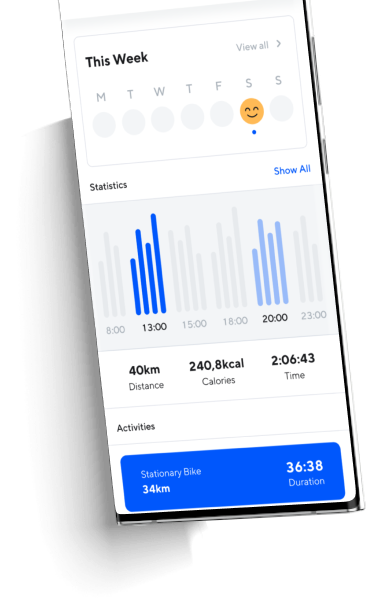 This Week
View all
M T W T F S S
Statistics
Show All
8:00 13:00 15:00 18:00 20:00 23:00
40km 240,8kcal 2:06:43
Distance Calories Time
Activities
Stationary Bike 36:38
34km Duration